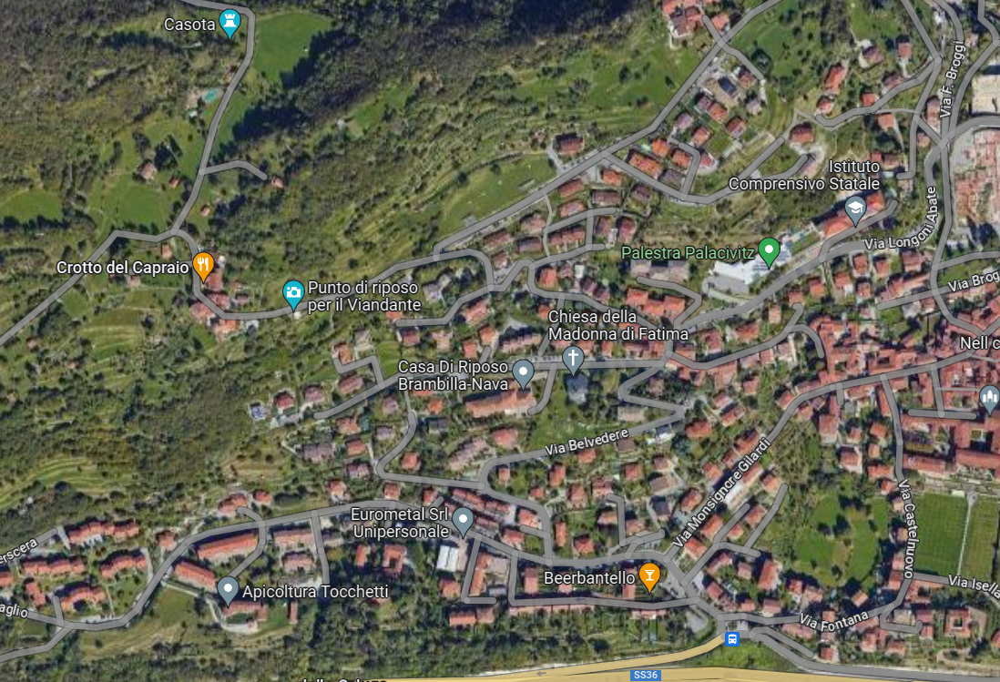 Casota
Via F. Broggi
Istituto
Comprensivo Statale
Via Longoni Abate
Palestra Palacivitz
Crotto del Capraio
Via Brog
Punto di riposo
per il Viandante
Chiesa della
Madonna di Fatima
Nell c
Casa Di Riposo
Brambilla-Nava
Via Belvedere
Via Monsignore Gilardi
Via Castelnuovo
Eurometal Srl
Unipersonale
erscera
Beerbantello
Via Isella
Apicoltura Tocchetti
aglio
Via Fontana
SS36